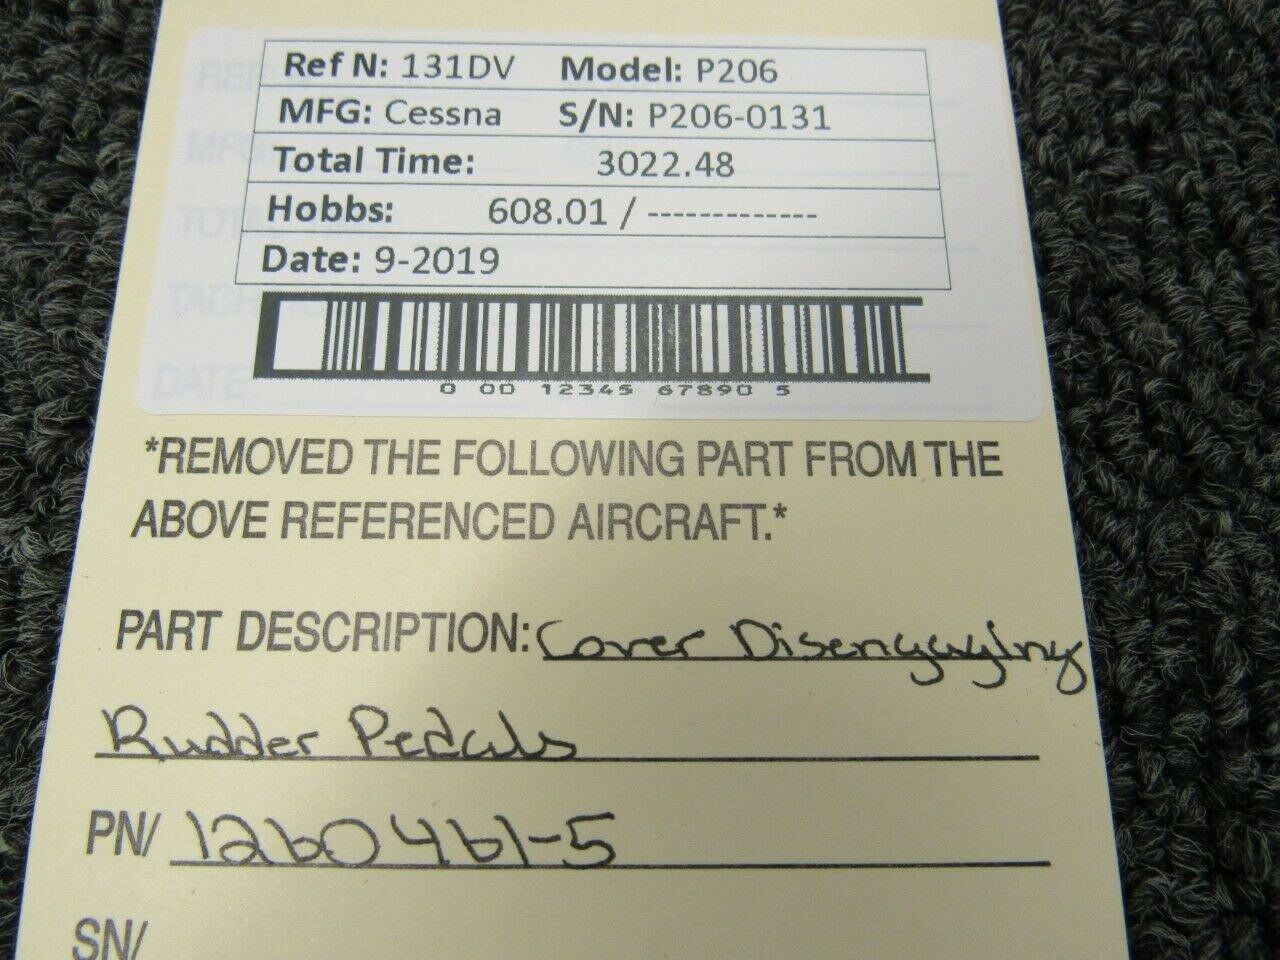 Ref N: 131DV Model: P206
MFG: Cessna S/N: P206-0131
Total Time: 3022.48
Hobbs: 608.01 / -------------
Date: 9-2019
0 00 12345 67890 5
*REMOVED THE FOLLOWING PART FROM THE
ABOVE REFERENCED AIRCRAFT.*
PART DESCRIPTION: Cover Disengaging
Rudder Pedals
PN/ 1260461-5
SN/